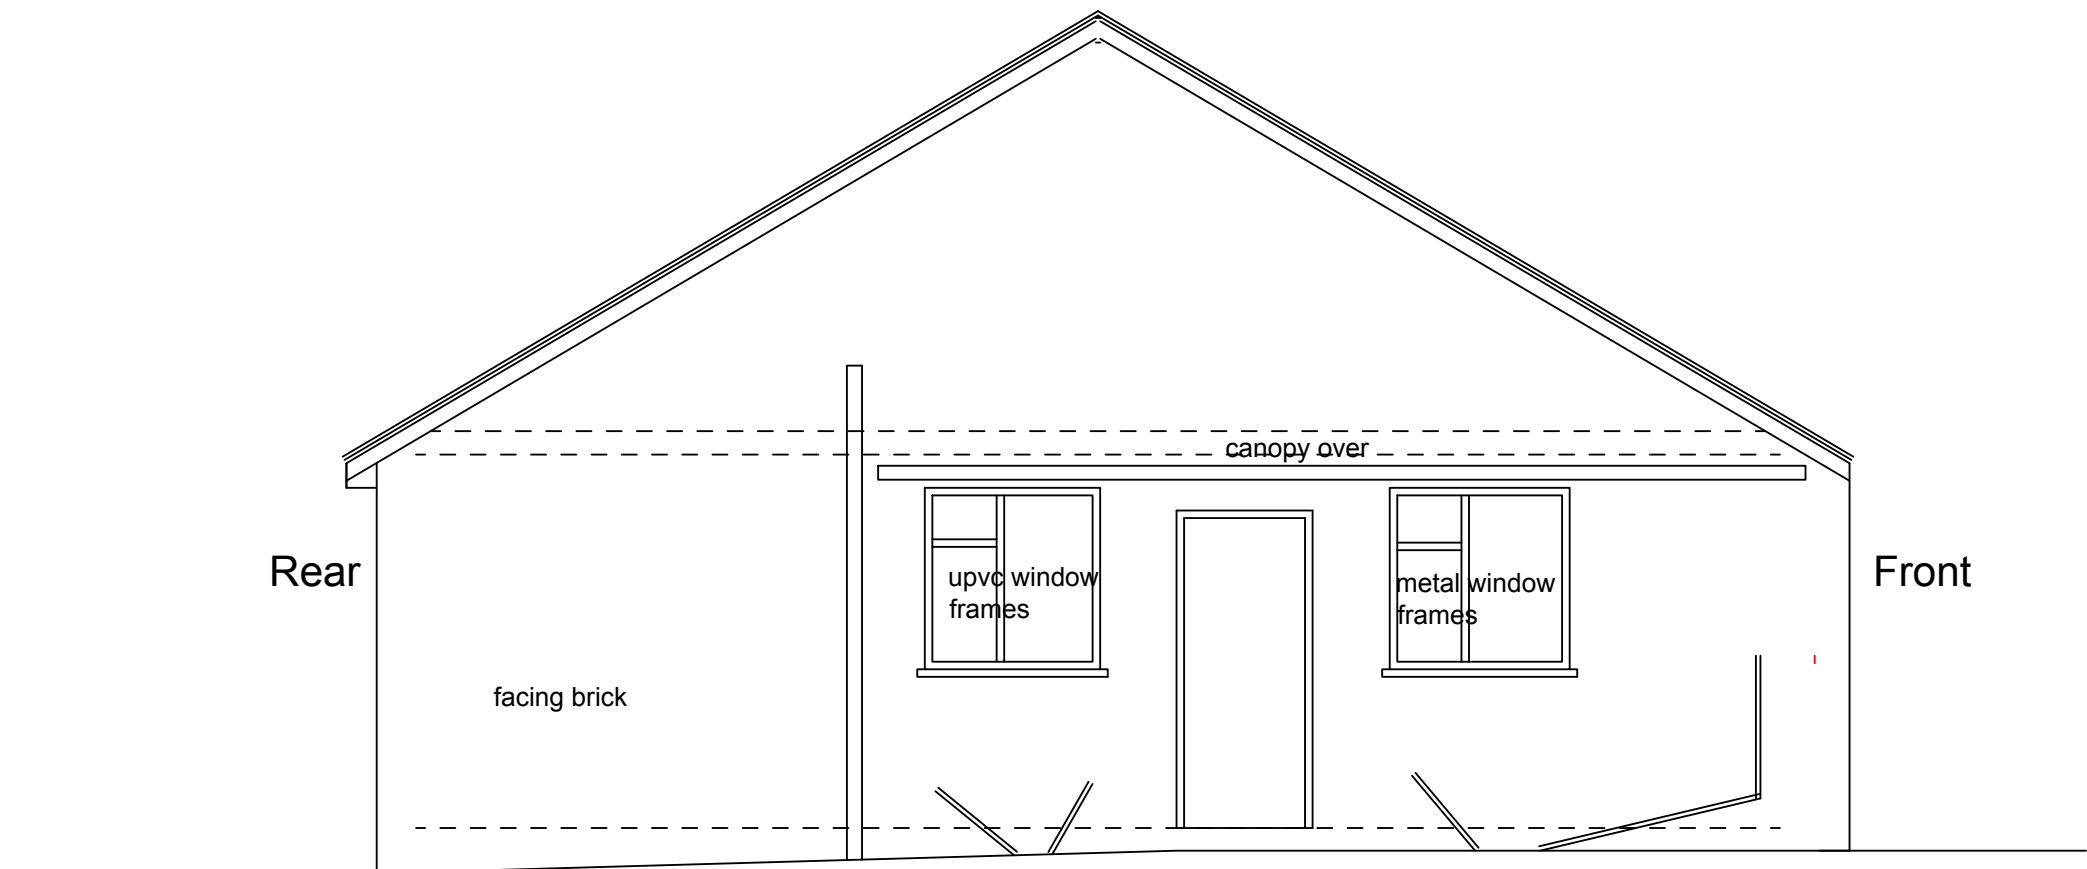 canopy over
Rear
upvc window
frames
metal window
frames
Front
facing brick